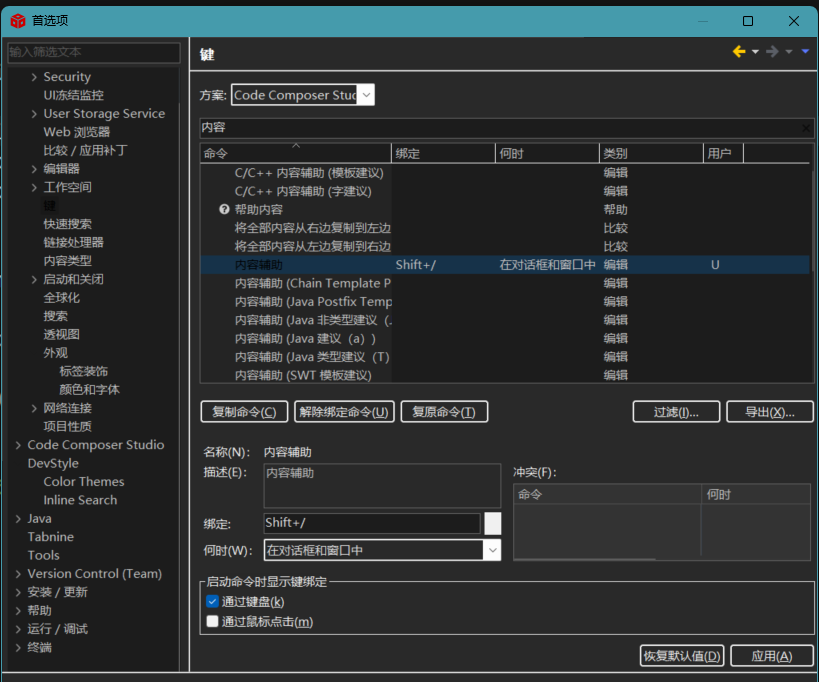 首选项
输入筛选文本
Security
UI冻结监控
User Storage Service
Web 浏览器
比较 / 应用补丁
编辑器
工作空间
键
快速搜索
链接处理器
内容类型
启动和关闭
全球化
搜索
透视图
外观
标签装饰
颜色和字体
网络连接
项目性质
Code Composer Studio
DevStyle
Color Themes
Inline Search
Java
Tabnine
Tools
Version Control (Team)
安装 / 更新
帮助
运行 / 调试
终端
键
方案: Code Composer Stud
内容
命令 绑定 何时 类别 用户
C/C++ 内容辅助 (模板建议) 编辑
C/C++ 内容辅助 (字建议) 编辑
帮助内容 帮助
将全部内容从右边复制到左边 比较
将全部内容从左边复制到右边 比较
内容辅助 Shift+/ 在对话框和窗口中 编辑 U
内容辅助 (Chain Template P 编辑
内容辅助 (Java Postfix Temp 编辑
内容辅助 (Java 非类型建议 (. 编辑
内容辅助 (Java 建议（a）) 编辑
内容辅助 (Java 类型建议（T) 编辑
内容辅助 (SWT 模板建议) 编辑
复制命令(C) 解除绑定命令(U) 复原命令(T) 过滤(I)... 导出(X)...
名称(N): 内容辅助
描述(E): 内容辅助
冲突(F):
命令 何时
绑定: Shift+/
何时(W): 在对话框和窗口中
启动命令时显示键绑定
通过键盘(k)
通过鼠标点击(m)
恢复默认值(D) 应用(A)